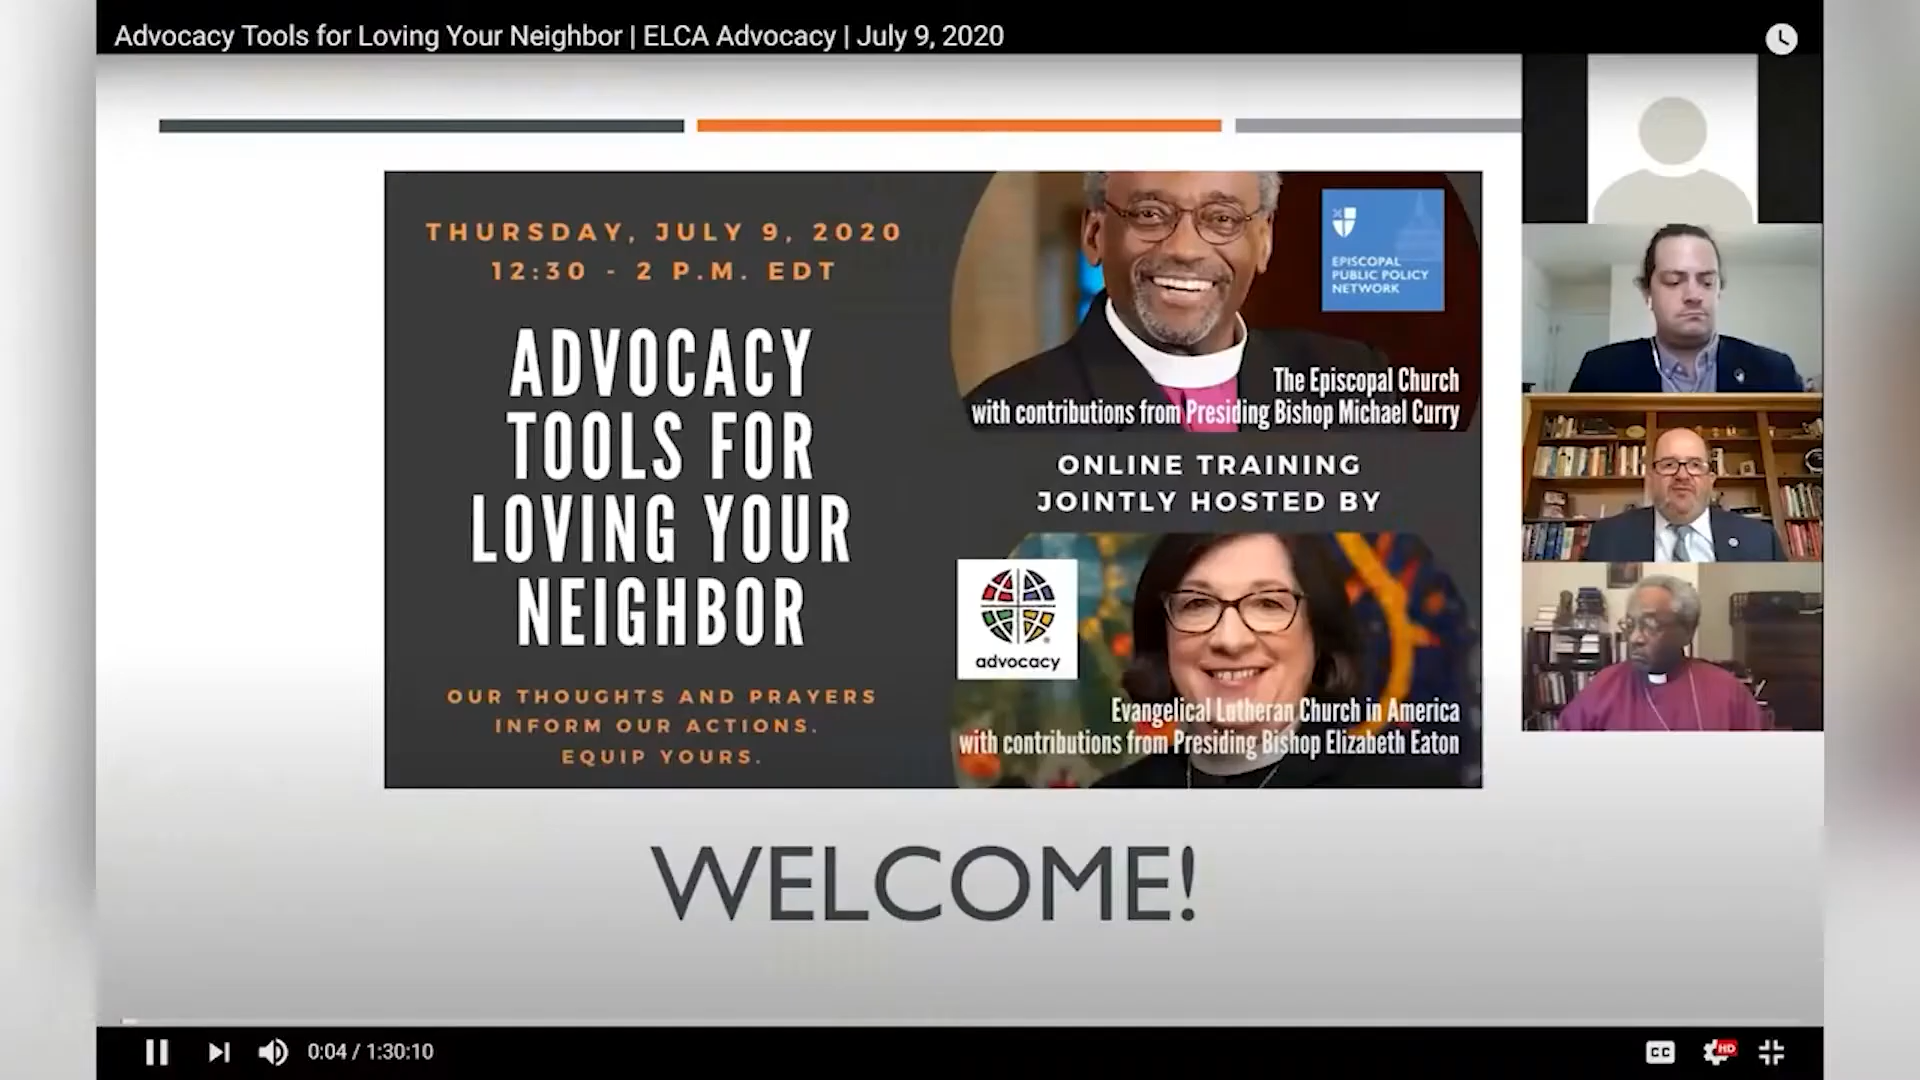 Advocacy Tools for Loving Your Neighbor | ELCA Advocacy | July 9, 2020
THURSDAY, JULY 9, 2020
12:30 - 2 P.M. EDT
ADVOCACY
TOOLS FOR
LOVING YOUR
NEIGHBOR
OUR THOUGHTS AND PRAYERS
INFORM OUR ACTIONS.
EQUIP YOURS.
EPISCOPAL
PUBLIC POLICY
NETWORK
The Episcopal Church
with contributions from Presiding Bishop Michael Curry
ONLINE TRAINING
JOINTLY HOSTED BY
advocacy
Evangelical Lutheran Church in America
with contributions from Presiding Bishop Elizabeth Eaton
WELCOME!
0:04 / 1:30:10
CC
HD